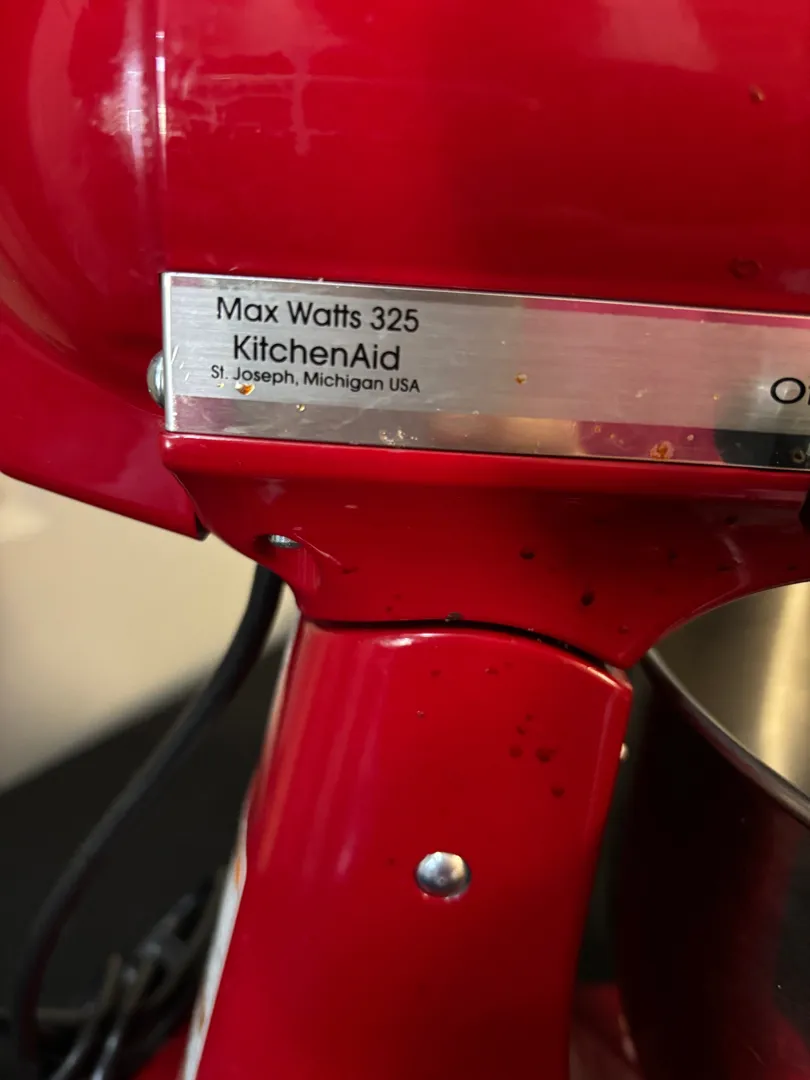 Max Watts 325
KitchenAid
St. Joseph, Michigan USA